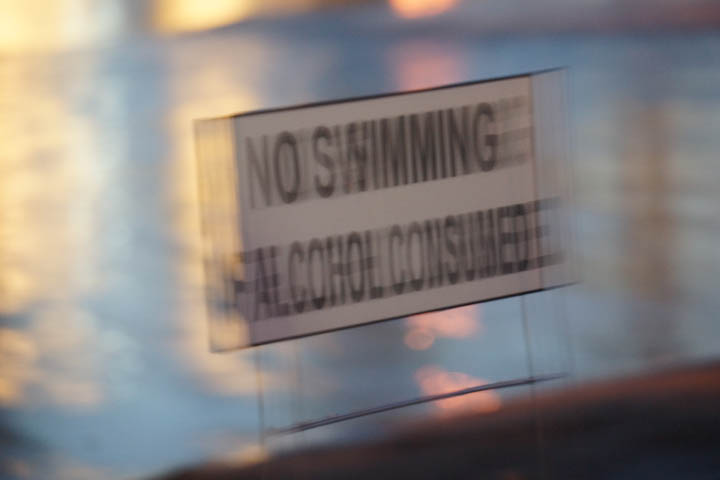 NO SWIMMING
ALCOHOL CONSUMED